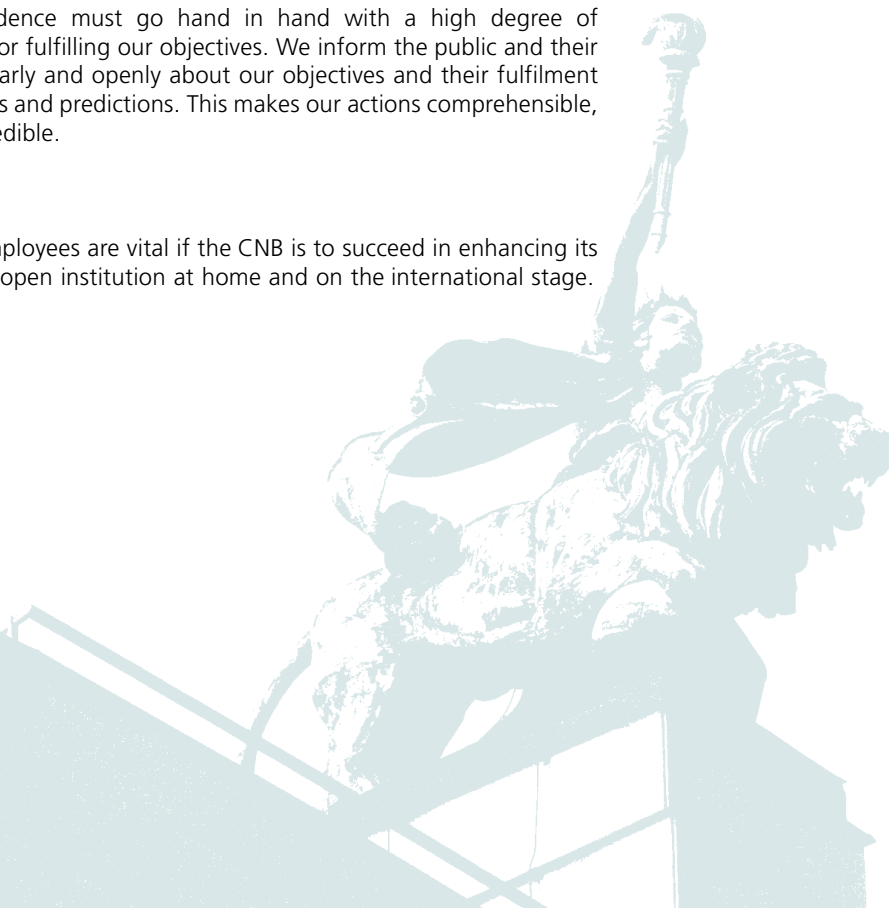 dence must go hand in hand with a high degree of
or fulfilling our objectives. We inform the public and their
arly and openly about our objectives and their fulfilment
s and predictions. This makes our actions comprehensible,
edible.
ployees are vital if the CNB is to succeed in enhancing its
open institution at home and on the international stage.